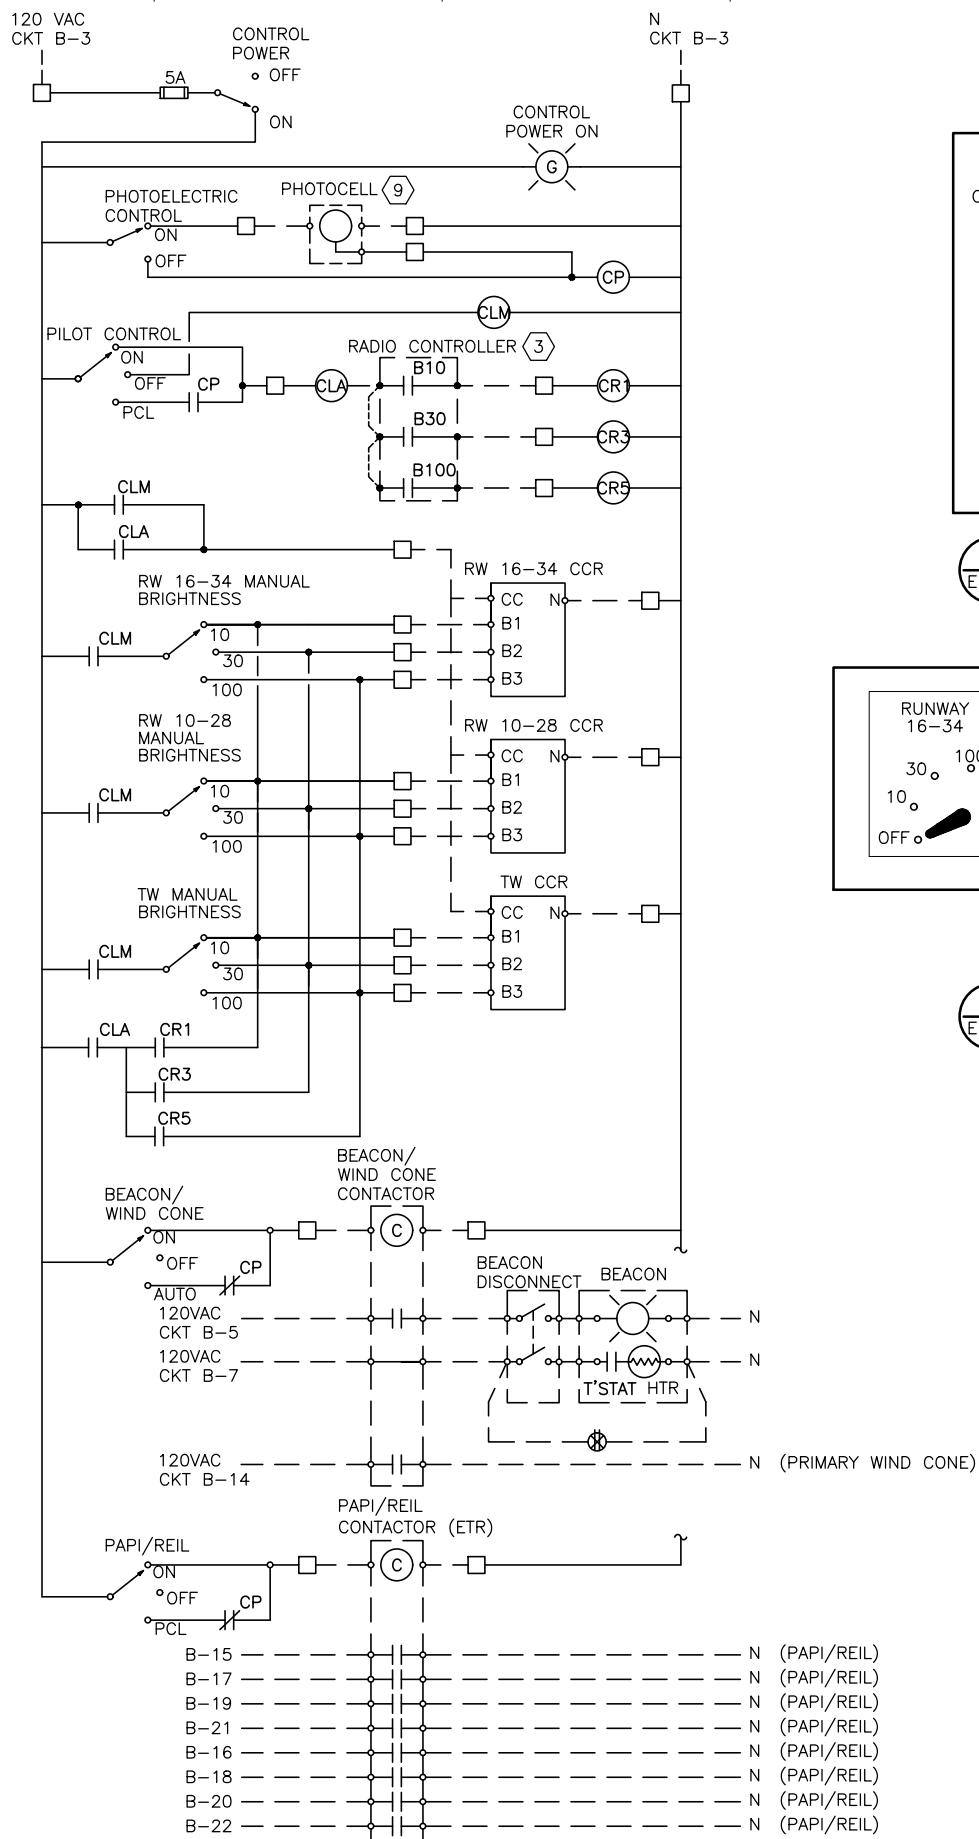 120 VAC
CKT B-3
N
CKT B-3
CONTROL
POWER
OFF
ON
5A
CONTROL
POWER ON
G
PHOTOELECTRIC
CONTROL
ON
OFF
PHOTOCELL 9
CP
CLM
PILOT CONTROL
ON
OFF
PCL
CP
CLA
RADIO CONTROLLER 3
B10
CR1
B30
CR3
B100
CR5
CLM
CLA
RW 16-34 MANUAL
BRIGHTNESS
CLM
10
30
100
RW 16-34 CCR
CC N
B1
B2
B3
RW 10-28
MANUAL
BRIGHTNESS
CLM
10
30
100
RW 10-28 CCR
CC N
B1
B2
B3
TW MANUAL
BRIGHTNESS
CLM
10
30
100
TW CCR
CC N
B1
B2
B3
CLA
CR1
CR3
CR5
RUNWAY
16-34
OFF
10
30
100
E
E
BEACON/
WIND CONE
CONTACTOR
C
BEACON/
WIND CONE
ON
OFF
AUTO
CP
BEACON
DISCONNECT
BEACON
120VAC
CKT B-5
N
120VAC
CKT B-7
N
T'STAT HTR
120VAC
CKT B-14
N (PRIMARY WIND CONE)
PAPI/REIL
CONTACTOR (ETR)
C
PAPI/REIL
ON
OFF
PCL
CP
B-15 N (PAPI/REIL)
B-17 N (PAPI/REIL)
B-19 N (PAPI/REIL)
B-21 N (PAPI/REIL)
B-16 N (PAPI/REIL)
B-18 N (PAPI/REIL)
B-20 N (PAPI/REIL)
B-22 N (PAPI/REIL)